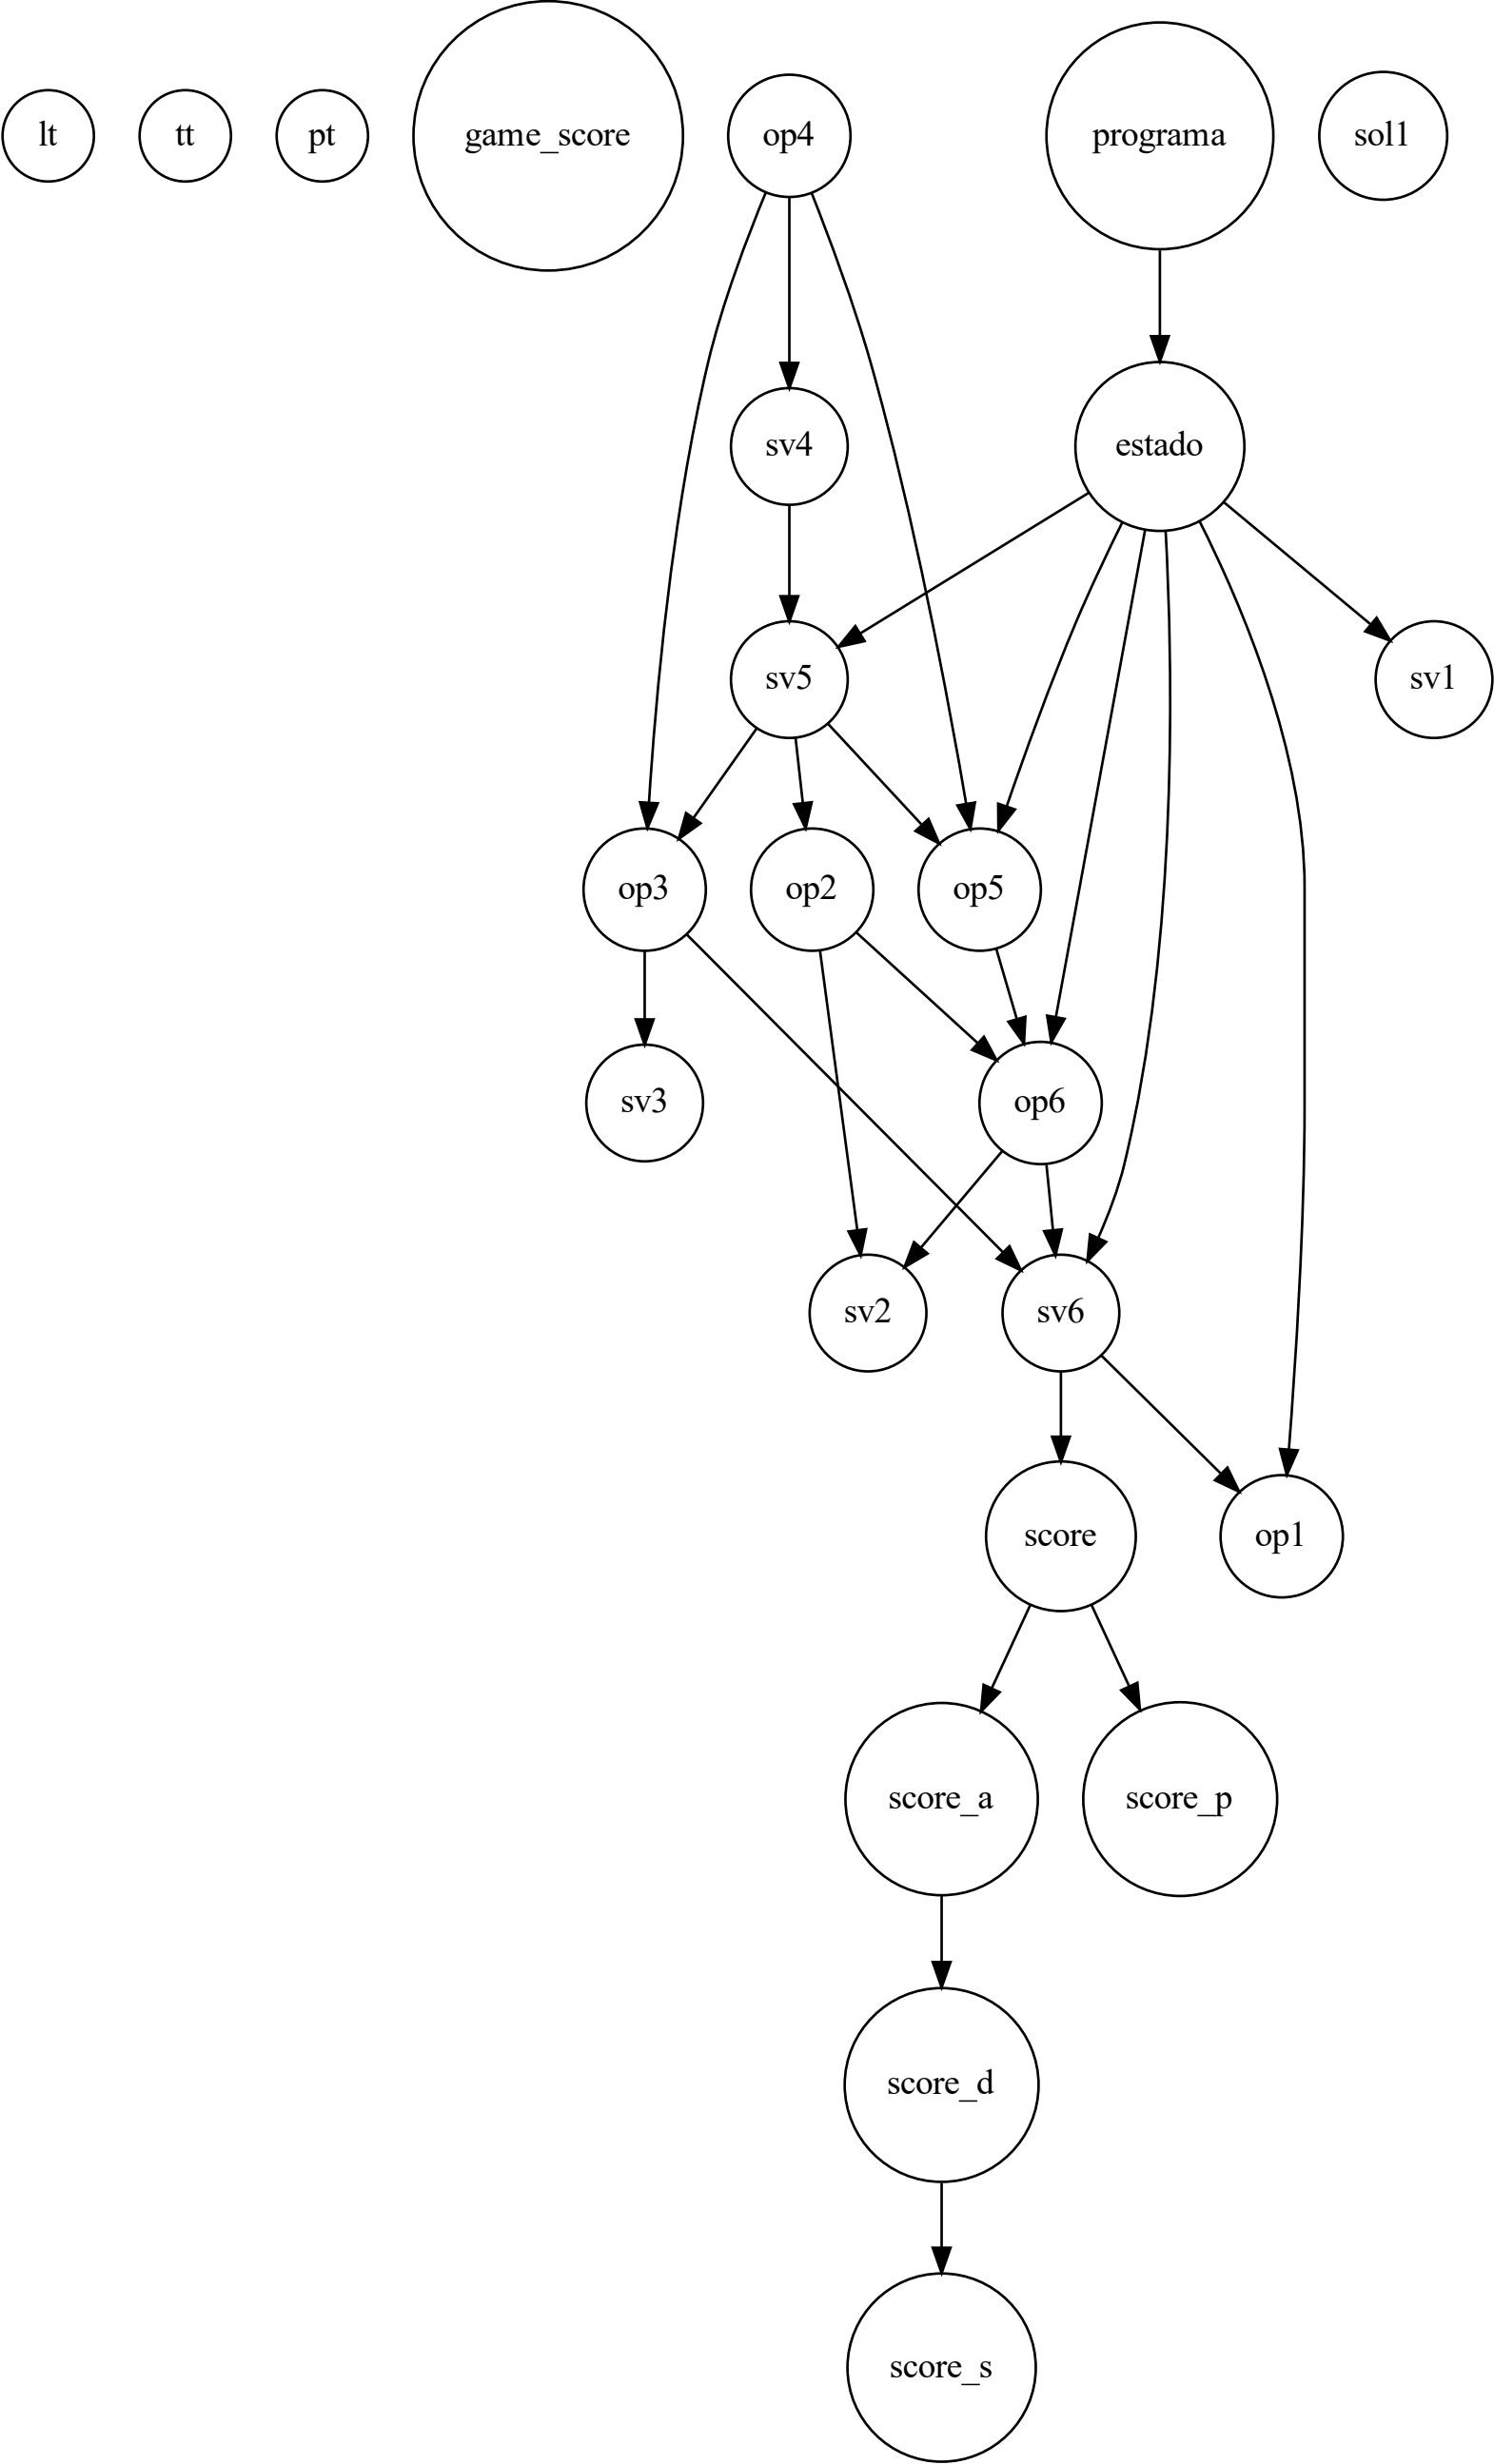 lt
tt
pt
game_score
op4
programa
sol1
sv4
estado
sv5
sv1
op3
op2
op5
sv3
op6
sv2
sv6
score
op1
score_a
score_p
score_d
score_s